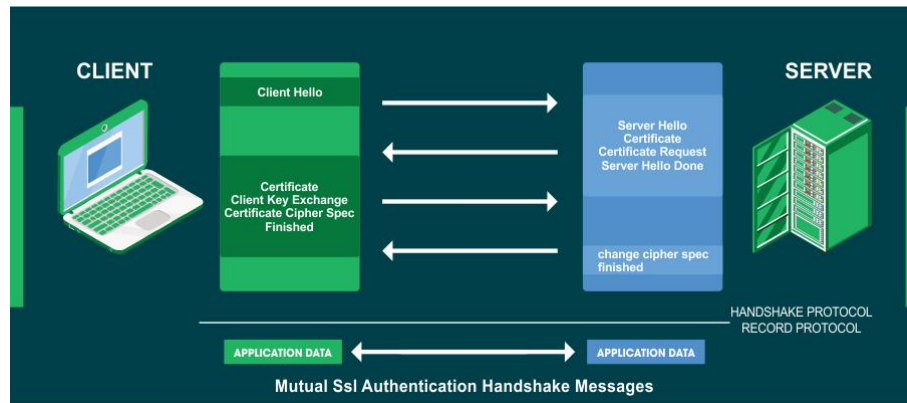 CLIENT
SERVER
Client Hello
Server Hello
Certificate
Certificate Request
Server Hello Done
Certificate
Client Key Exchange
Certificate Cipher Spec
Finished
change cipher spec
finished
HANDSHAKE PROTOCOL
RECORD PROTOCOL
APPLICATION DATA
APPLICATION DATA
Mutual Ssl Authentication Handshake Messages